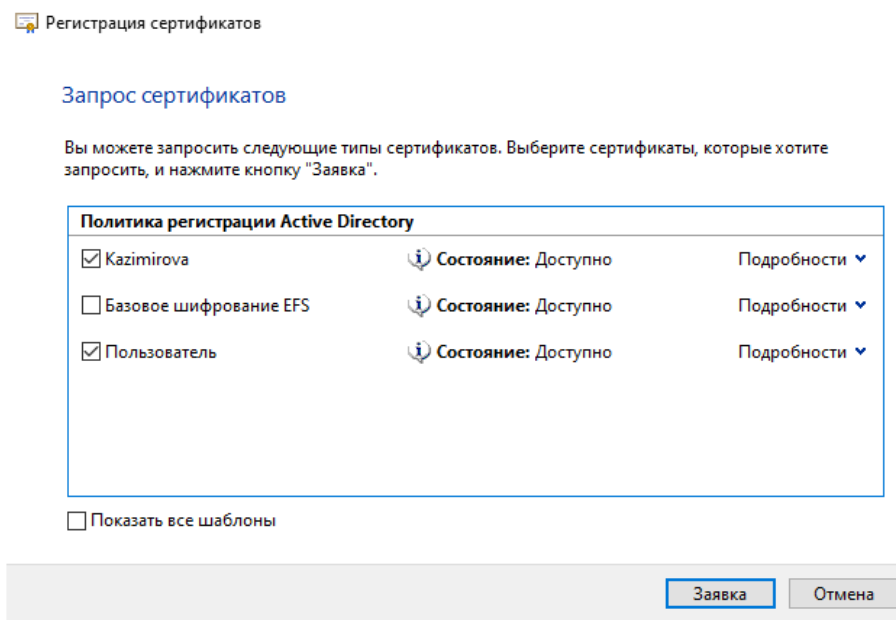 Регистрация сертификатов
Запрос сертификатов
Вы можете запросить следующие типы сертификатов. Выберите сертификаты, которые хотите
запросить, и нажмите кнопку "Заявка".
Политика регистрации Active Directory
Kazimirova Состояние: Доступно Подробности
Базовое шифрование EFS Состояние: Доступно Подробности
Пользователь Состояние: Доступно Подробности
Показать все шаблоны
Заявка Отмена